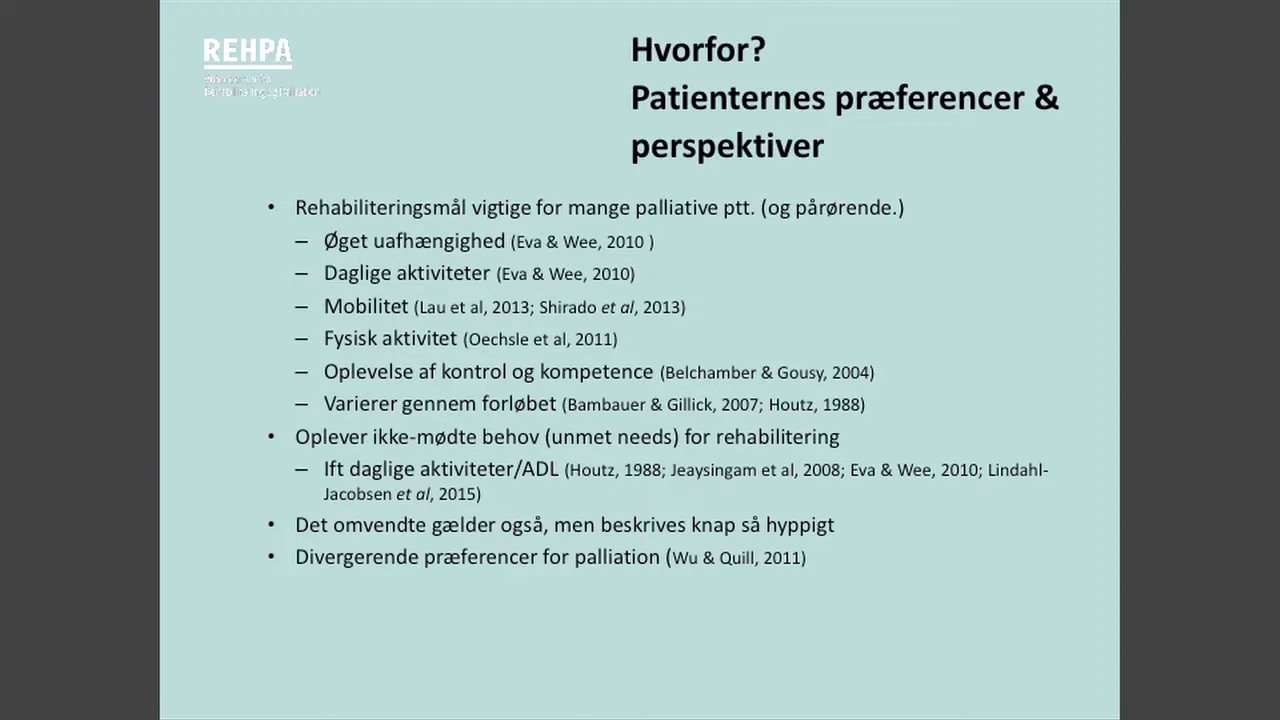 REHPA
Hvorfor?
Patienternes præferencer &
perspektiver
• Rehabiliteringsmål vigtige for mange palliative ptt. (og pårørende.)
– Øget uafhængighed (Eva & Wee, 2010 )
– Daglige aktiviteter (Eva & Wee, 2010)
– Mobilitet (Lau et al, 2013; Shirado et al, 2013)
– Fysisk aktivitet (Oechsle et al, 2011)
– Oplevelse af kontrol og kompetence (Belchamber & Gousy, 2004)
– Varierer gennem forløbet (Bambauer & Gillick, 2007; Houtz, 1988)
• Oplever ikke-mødte behov (unmet needs) for rehabilitering
– Ift daglige aktiviteter/ADL (Houtz, 1988; Jeaysingam et al, 2008; Eva & Wee, 2010; Lindahl-
Jacobsen et al, 2015)
• Det omvendte gælder også, men beskrives knap så hyppigt
• Divergerende præferencer for palliation (Wu & Quill, 2011)